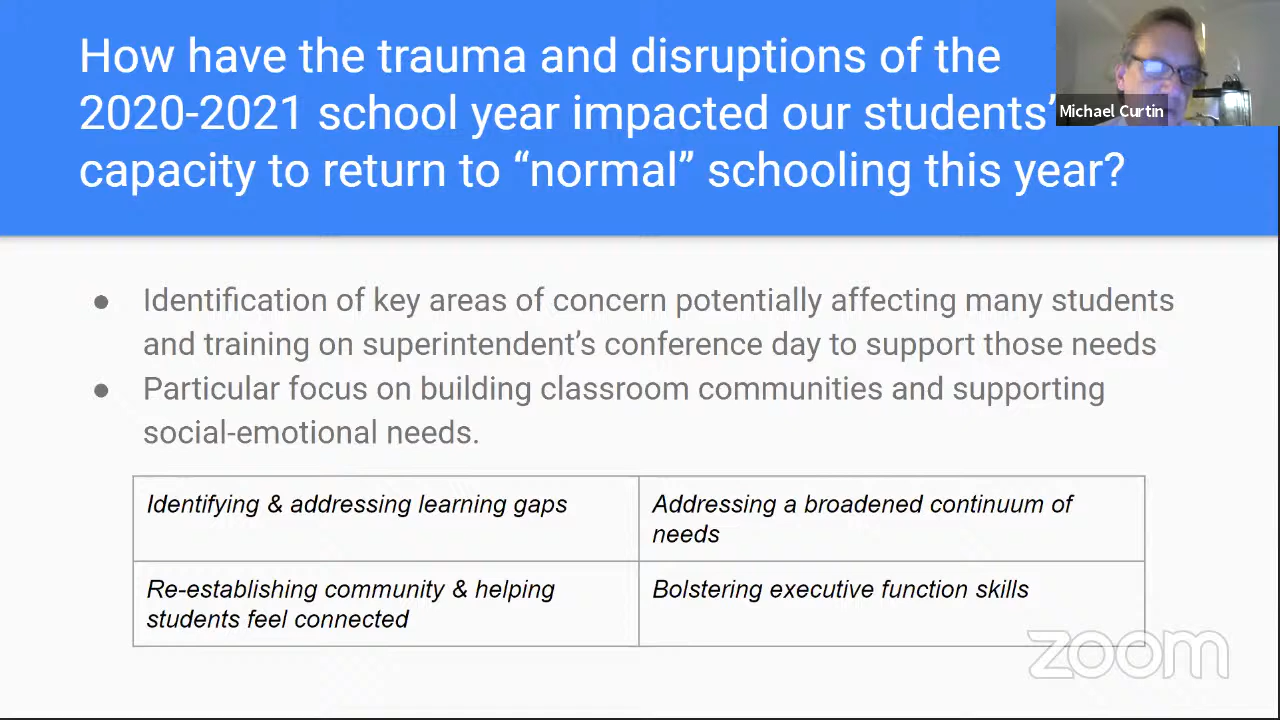 How have the trauma and disruptions of the
2020-2021 school year impacted our students’
capacity to return to “normal” schooling this year?
Michael Curtin
● Identification of key areas of concern potentially affecting many students
and training on superintendent’s conference day to support those needs
● Particular focus on building classroom communities and supporting
social-emotional needs.
Identifying & addressing learning gaps
Addressing a broadened continuum of
needs
Re-establishing community & helping
students feel connected
Bolstering executive function skills
zoom